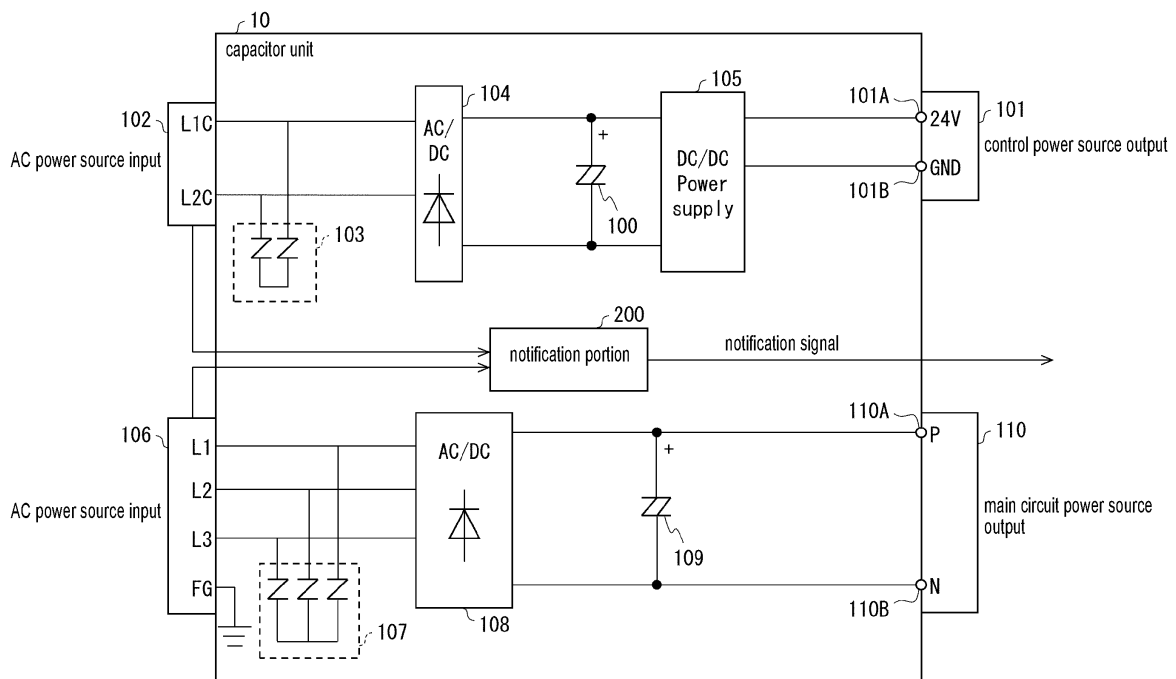 10
capacitor unit
102
L1C
L2C
AC power source input
103
104
AC/
DC
+
100
105
DC/DC
Power
supply
101A
24V
101
control power source output
GND
101B
200
notification portion
notification signal
106
L1
L2
L3
FG
AC power source input
107
AC/DC
108
+
109
110A
P
110
main circuit power source
output
N
110B